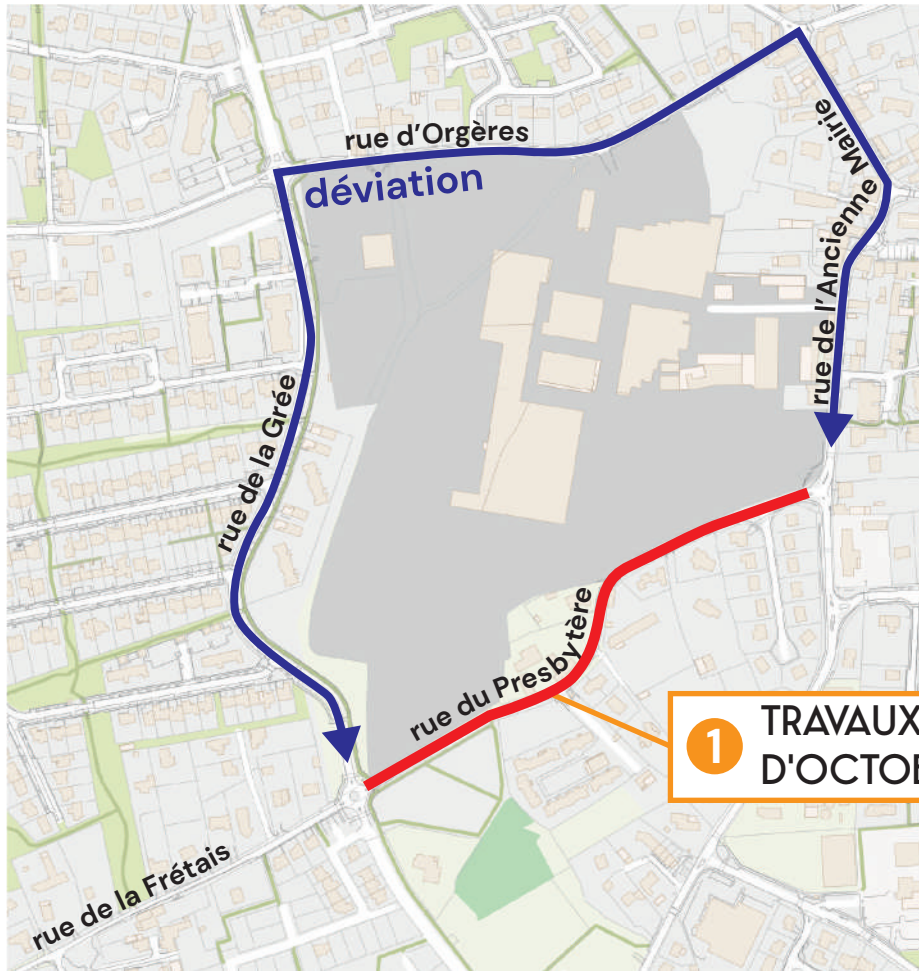 rue d'Orgères
déviation
rue de l'Ancienne Mairie
rue de la Grée
rue du Presbytère
1
TRAVAUX
rue de la Frétais